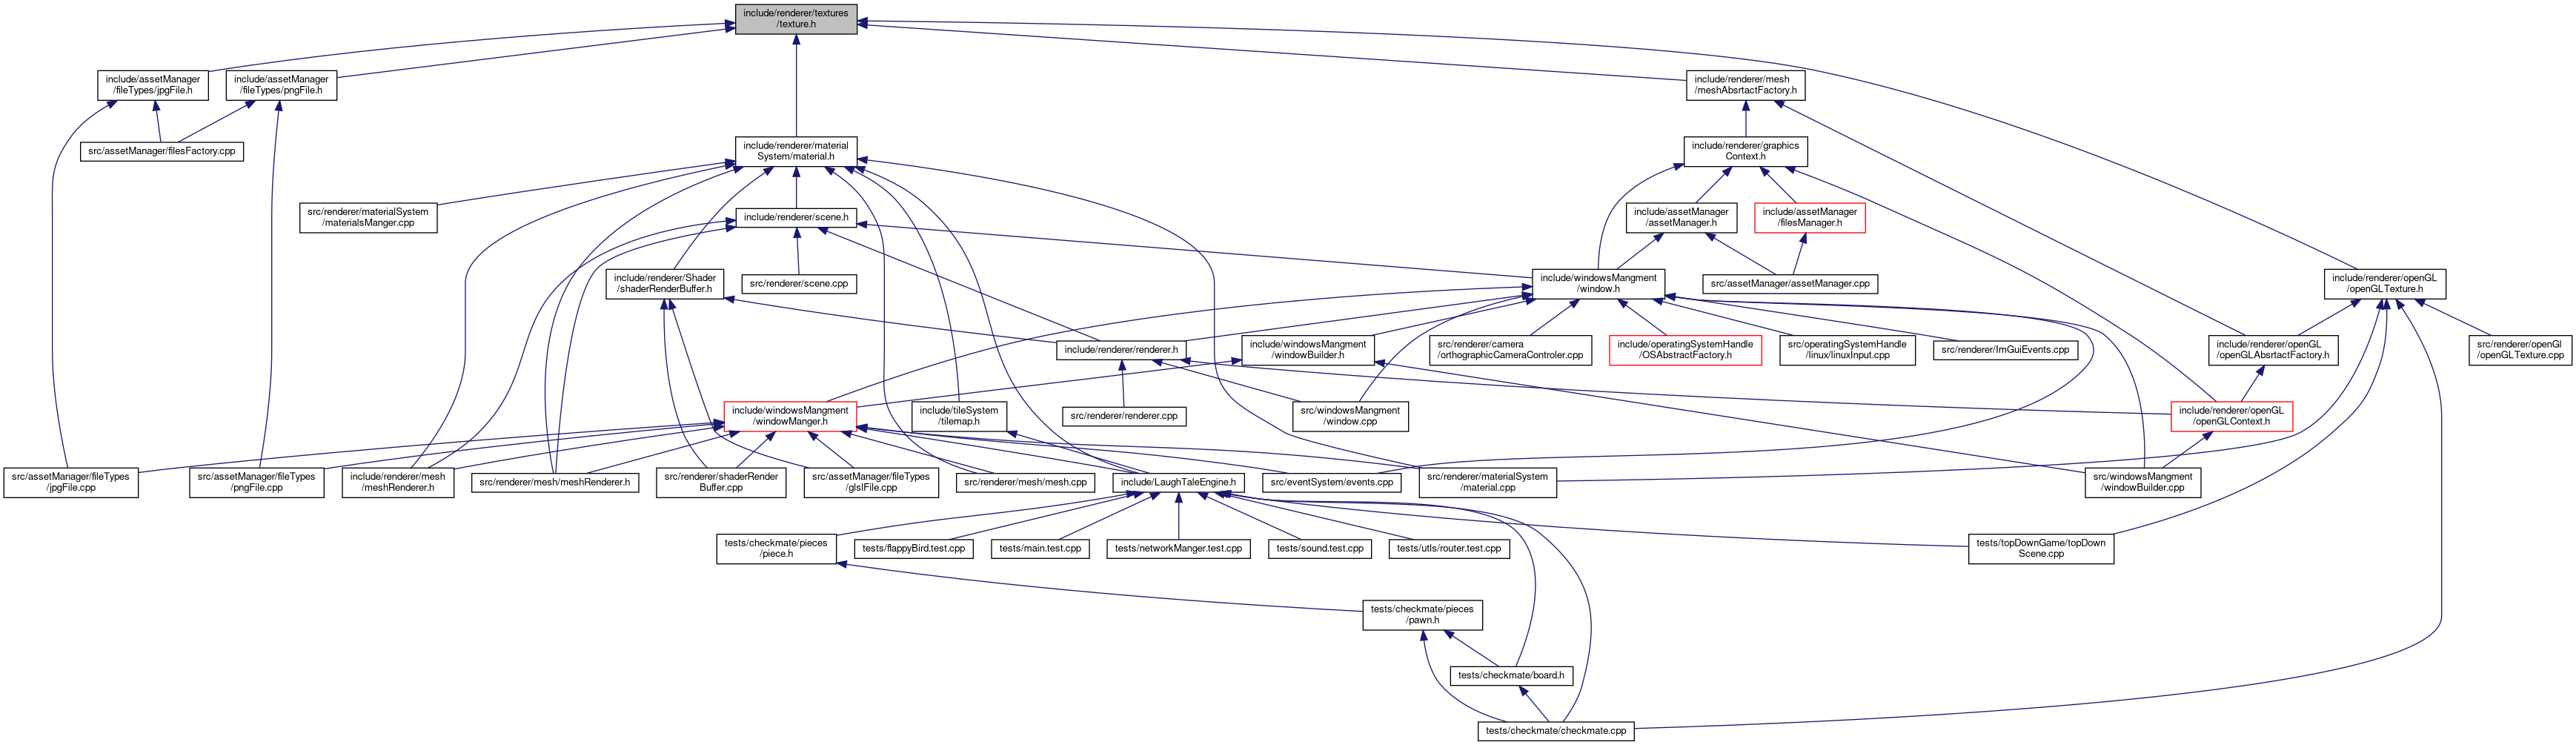 include/renderer/textures
/texture.h
include/assetManager
/fileTypes/jpgFile.h
include/assetManager
/fileTypes/pngFile.h
include/renderer/mesh
/meshAbsrtactFactory.h
src/assetManager/filesFactory.cpp
include/renderer/material
System/material.h
include/renderer/graphics
Context.h
src/renderer/materialSystem
/materialsManger.cpp
include/renderer/scene.h
include/assetManager
/assetManager.h
include/assetManager
/filesManager.h
include/renderer/Shader
/shaderRenderBuffer.h
src/renderer/scene.cpp
include/windowsMangment
/window.h
src/assetManager/assetManager.cpp
include/renderer/openGL
/openGLTexture.h
include/renderer/renderer.h
include/windowsMangment
/windowBuilder.h
src/renderer/camera
/orthographicCameraControler.cpp
include/operatingSystemHandle
/OSAbstractFactory.h
src/operatingSystemHandle
/linux/linuxInput.cpp
src/renderer/ImGuiEvents.cpp
include/renderer/openGL
/openGLAbsrtactFactory.h
src/renderer/openGl
/openGLTexture.cpp
include/windowsMangment
/windowManger.h
include/tileSystem
/tilemap.h
src/renderer/renderer.cpp
src/windowsMangment
/window.cpp
include/renderer/openGL
/openGLContext.h
src/assetManager/fileTypes
/jpgFile.cpp
src/assetManager/fileTypes
/pngFile.cpp
include/renderer/mesh
/meshRenderer.h
src/renderer/mesh/meshRenderer.h
src/renderer/shaderRender
Buffer.cpp
src/assetManager/fileTypes
/glslFile.cpp
src/renderer/mesh/mesh.cpp
include/LaughTaleEngine.h
src/eventSystem/events.cpp
src/renderer/materialSystem
/material.cpp
src/windowsMangment
/windowBuilder.cpp
tests/checkmate/pieces
/piece.h
tests/flappyBird.test.cpp
tests/main.test.cpp
tests/networkManger.test.cpp
tests/sound.test.cpp
tests/utls/router.test.cpp
tests/topDownGame/topDown
Scene.cpp
tests/checkmate/pieces
/pawn.h
tests/checkmate/board.h
tests/checkmate/checkmate.cpp